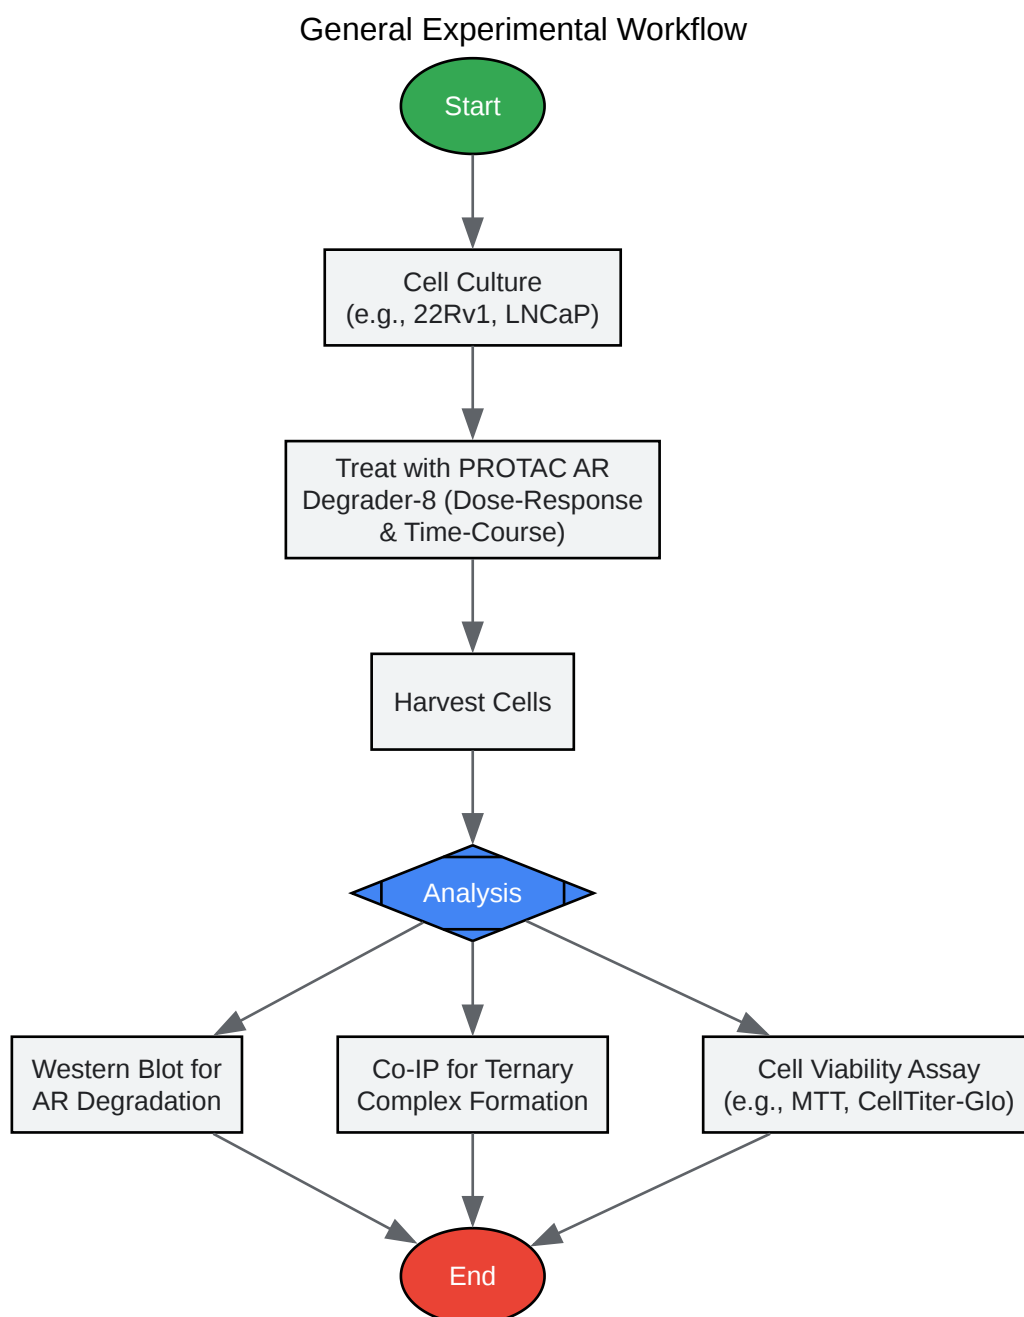 General Experimental Workflow
Start
Cell Culture
(e.g., 22Rv1, LNCaP)
Treat with PROTAC AR
Degrader-8 (Dose-Response
& Time-Course)
Harvest Cells
Analysis
Western Blot for
AR Degradation
Co-IP for Ternary
Complex Formation
Cell Viability Assay
(e.g., MTT, CellTiter-Glo)
End